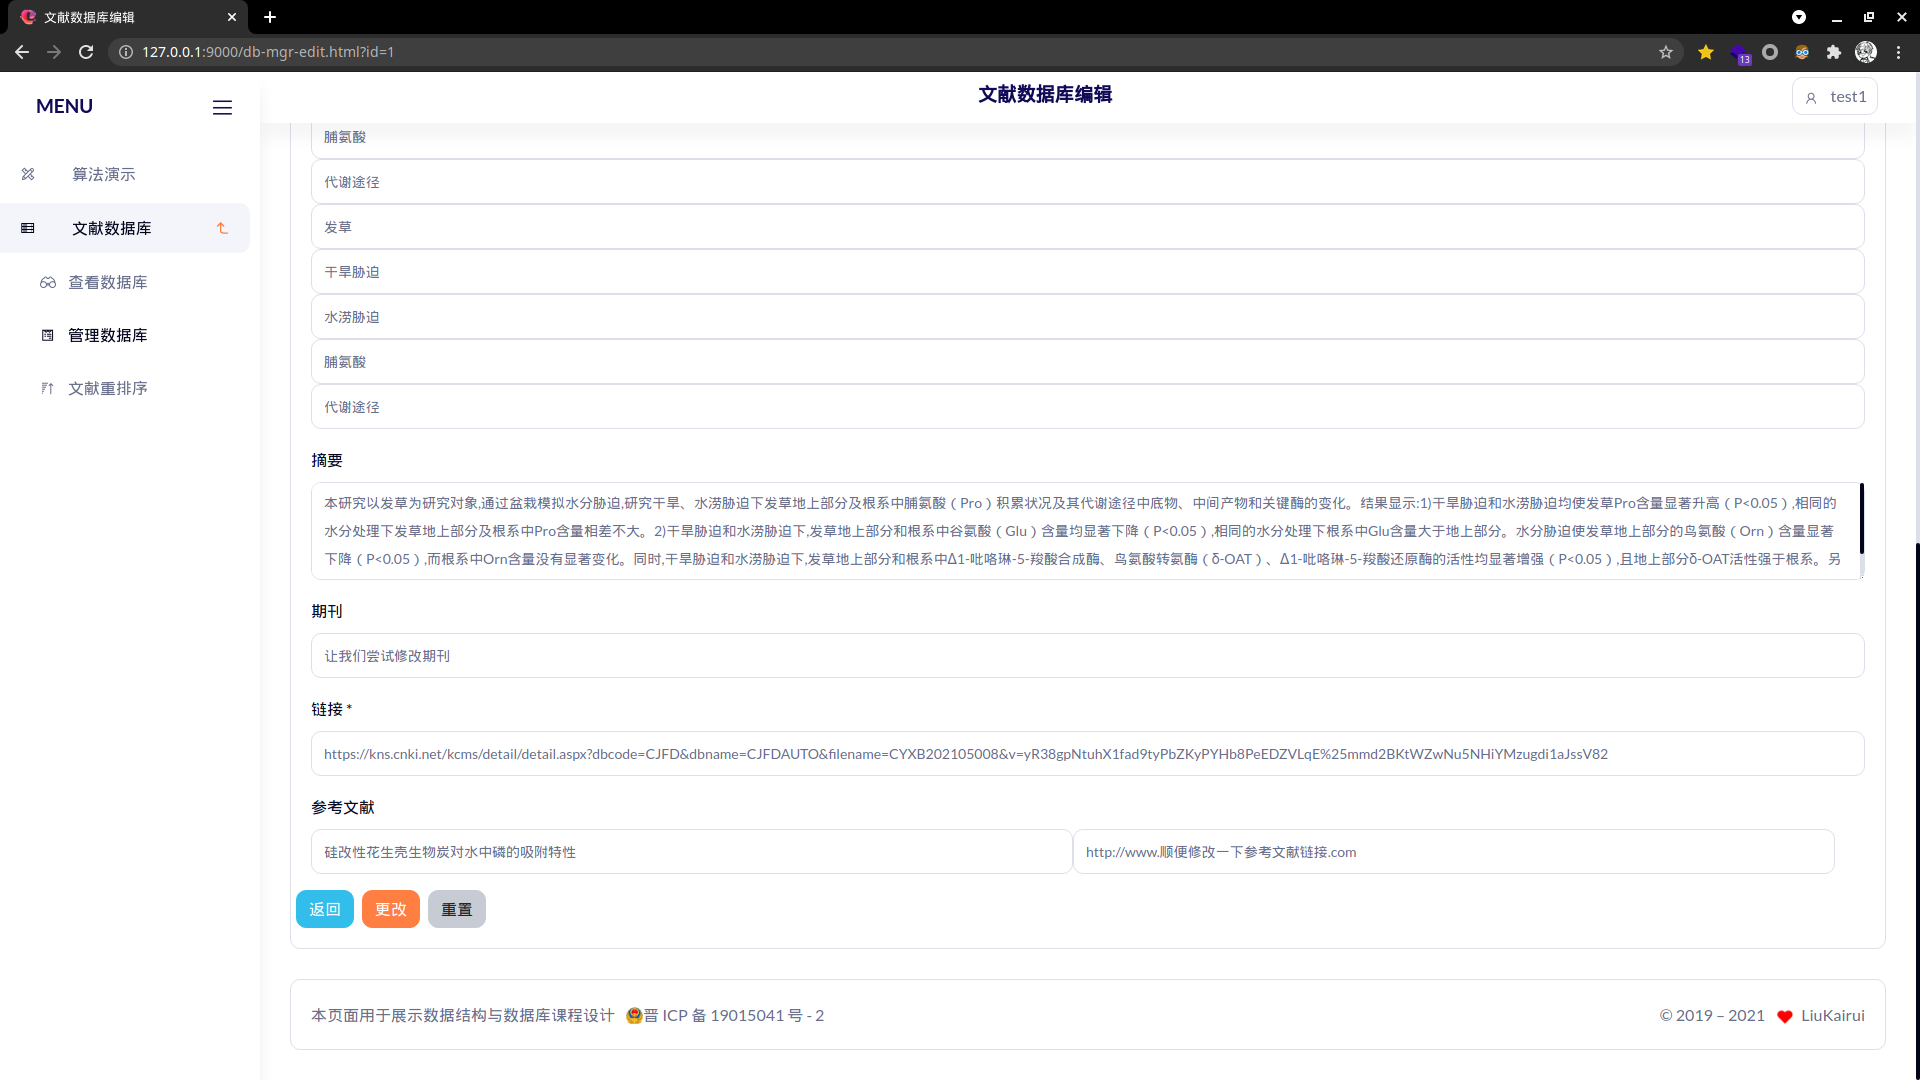 文献数据库编辑
127.0.0.1:9000/db-mgr-edit.html?id=1
13
MENU
文献数据库编辑
test1
算法演示
文献数据库
查看数据库
管理数据库
文献重排序
脯氨酸
代谢途径
发草
干旱胁迫
水涝胁迫
脯氨酸
代谢途径
摘要
本研究以发草为研究对象,通过盆栽模拟水分胁迫,研究干旱、水涝胁迫下发草地上部分及根系中脯氨酸（Pro）积累状况及其代谢途径中底物、中间产物和关键酶的变化。结果显示:1)干旱胁迫和水涝胁迫均使发草Pro含量显著升高（P<0.05）,相同的
水分处理下发草地上部分及根系中Pro含量相差不大。2)干旱胁迫和水涝胁迫下,发草地上部分和根系中谷氨酸（Glu）含量均显著下降（P<0.05）,相同的水分处理下根系中Glu含量大于地上部分。水分胁迫使发草地上部分的鸟氨酸（Orn）含量显著
下降（P<0.05）,而根系中Orn含量没有显著变化。同时,干旱胁迫和水涝胁迫下,发草地上部分和根系中Δ1-吡咯琳-5-羧酸合成酶、鸟氨酸转氨酶（δ-OAT）、Δ1-吡咯琳-5-羧酸还原酶的活性均显著增强（P<0.05）,且地上部分δ-OAT活性强于根系。另
期刊
让我们尝试修改期刊
链接 *
https://kns.cnki.net/kcms/detail/detail.aspx?dbcode=CJFD&dbname=CJFDAUTO&filename=CYXB202105008&v=yR38gpNtuhX1fad9tyPbZKyPYHb8PeEDZVLqE%25mmd2BKtWZwNu5NHiYMzugdi1aJssV82
参考文献
硅改性花生壳生物炭对水中磷的吸附特性
http://www.顺便修改一下参考文献链接.com
返回
更改
重置
本页面用于展示数据结构与数据库课程设计 晋 ICP 备 19015041 号 - 2
© 2019 – 2021 LiuKairui